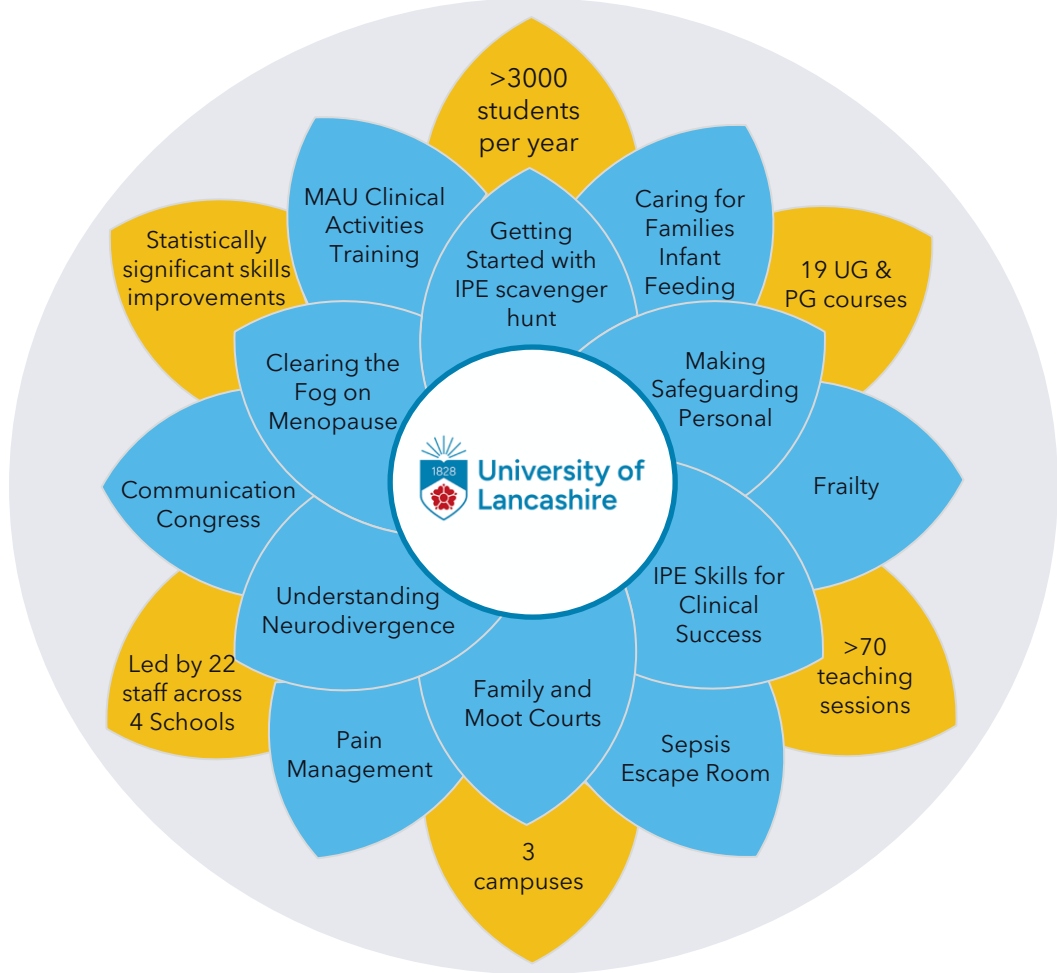 >3000
students
per year
MAU Clinical
Activities
Training
Getting
Started with
IPE scavenger
hunt
Caring for
Families
Infant
Feeding
Statistically
significant skills
improvements
19 UG &
PG courses
Clearing the
Fog on
Menopause
Making
Safeguarding
Personal
1828
University of
Lancashire
Communication
Congress
Frailty
Understanding
Neurodivergence
IPE Skills for
Clinical
Success
Led by 22
staff across
4 Schools
>70
teaching
sessions
Family and
Moot Courts
Pain
Management
Sepsis
Escape Room
3
campuses